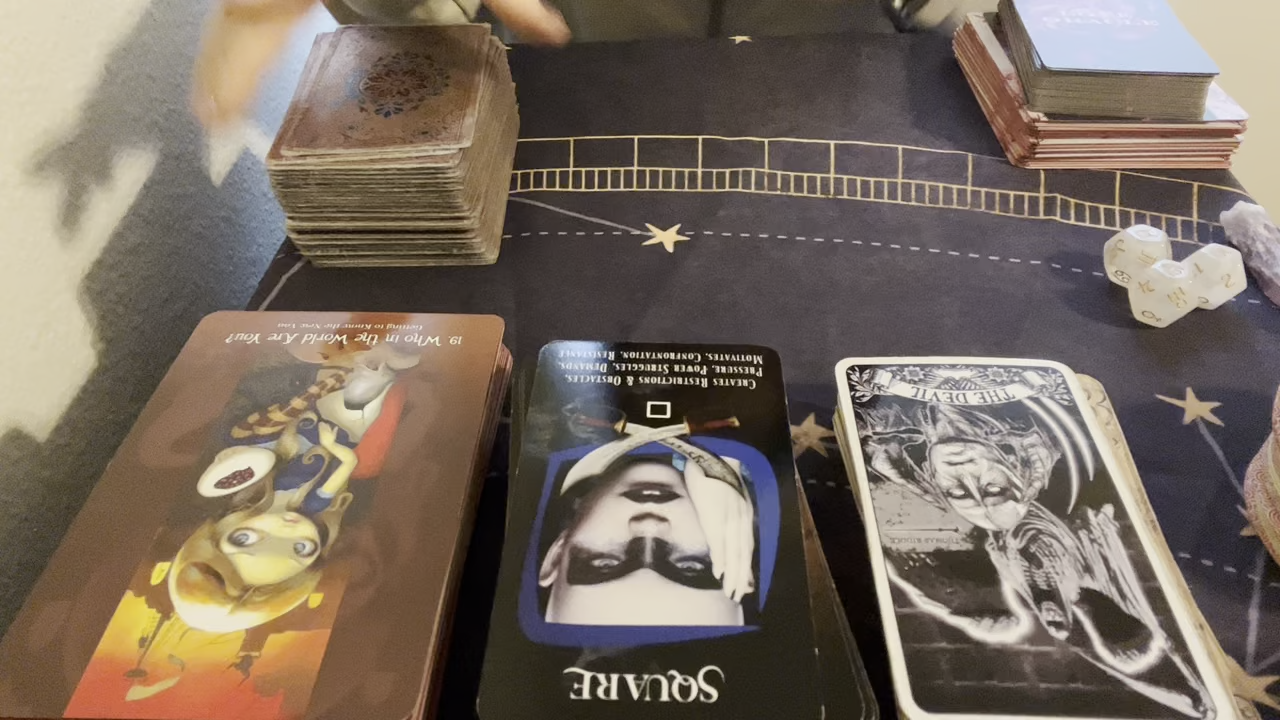 19. Who in the World Are You?
Getting to Know the New You
SQUARE
Creates Restrictions & Obstacles,
Pressure, Power Struggles, Demands,
Motivates, Confrontation, Resistance
THE DEVIL